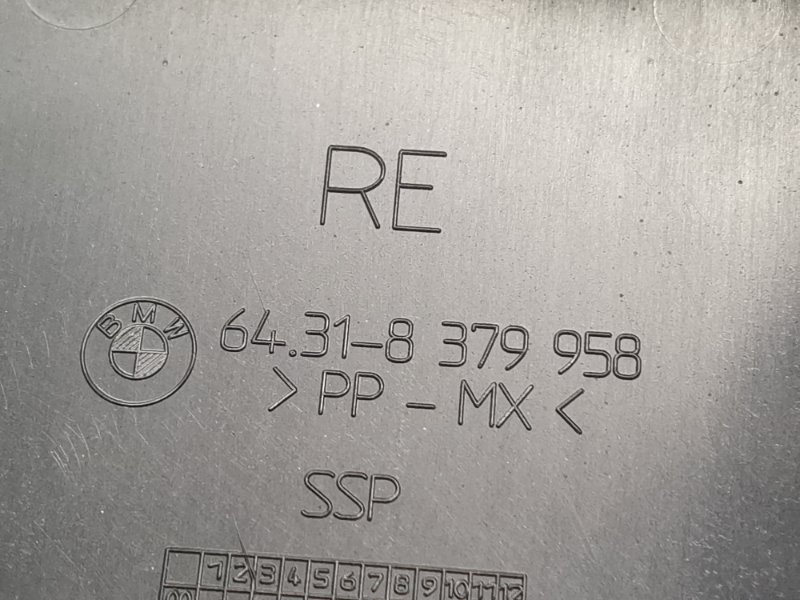 RE
BMW
64.31-8 379 958
>PP - MX<
SSP
1 2 3 4 5 6 7 8 9 10 11 12